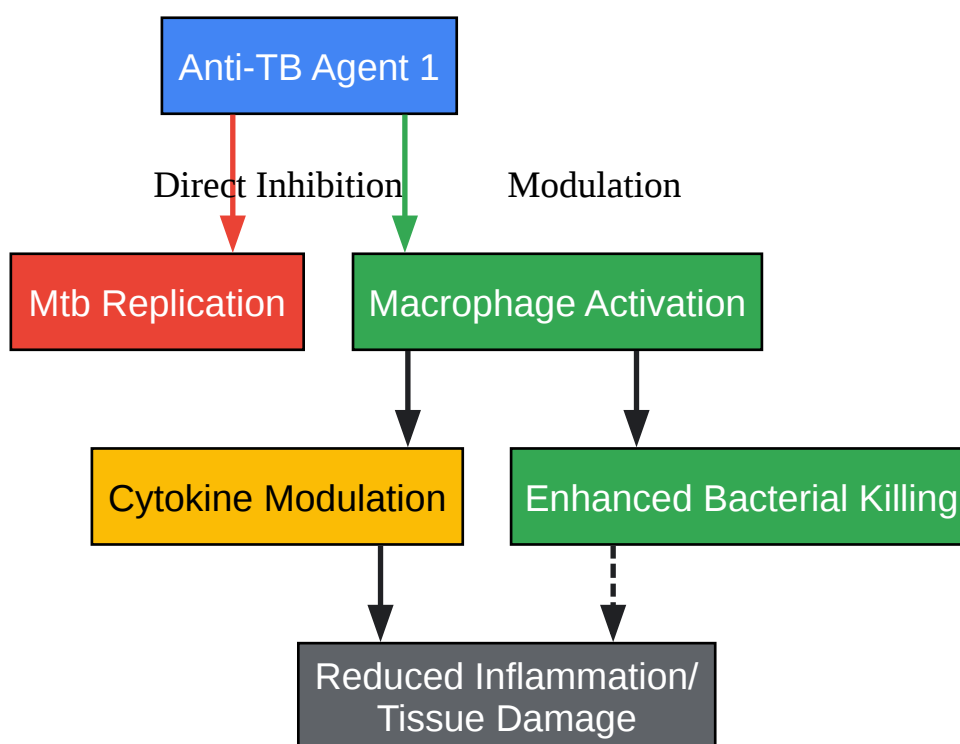 Anti-TB Agent 1
Direct Inhibition
Modulation
Mtb Replication
Macrophage Activation
Cytokine Modulation
Enhanced Bacterial Killing
Reduced Inflammation/
Tissue Damage